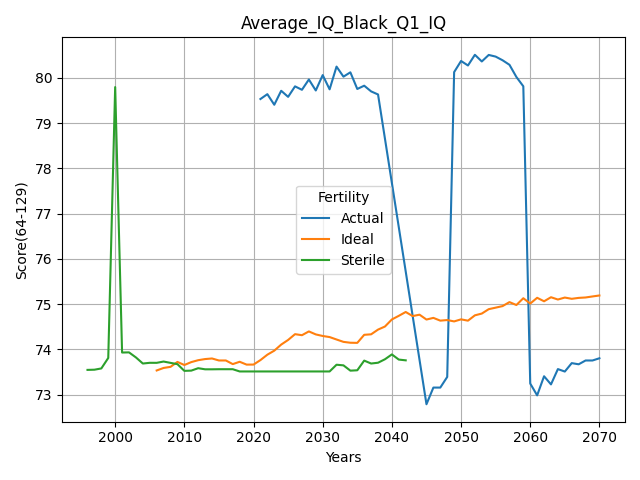 Average_IQ_Black_Q1_IQ
Score(64-129)
80
79
78
77
76
75
74
73
Fertility
Actual
Ideal
Sterile
2000 2010 2020 2030 2040 2050 2060 2070
Years